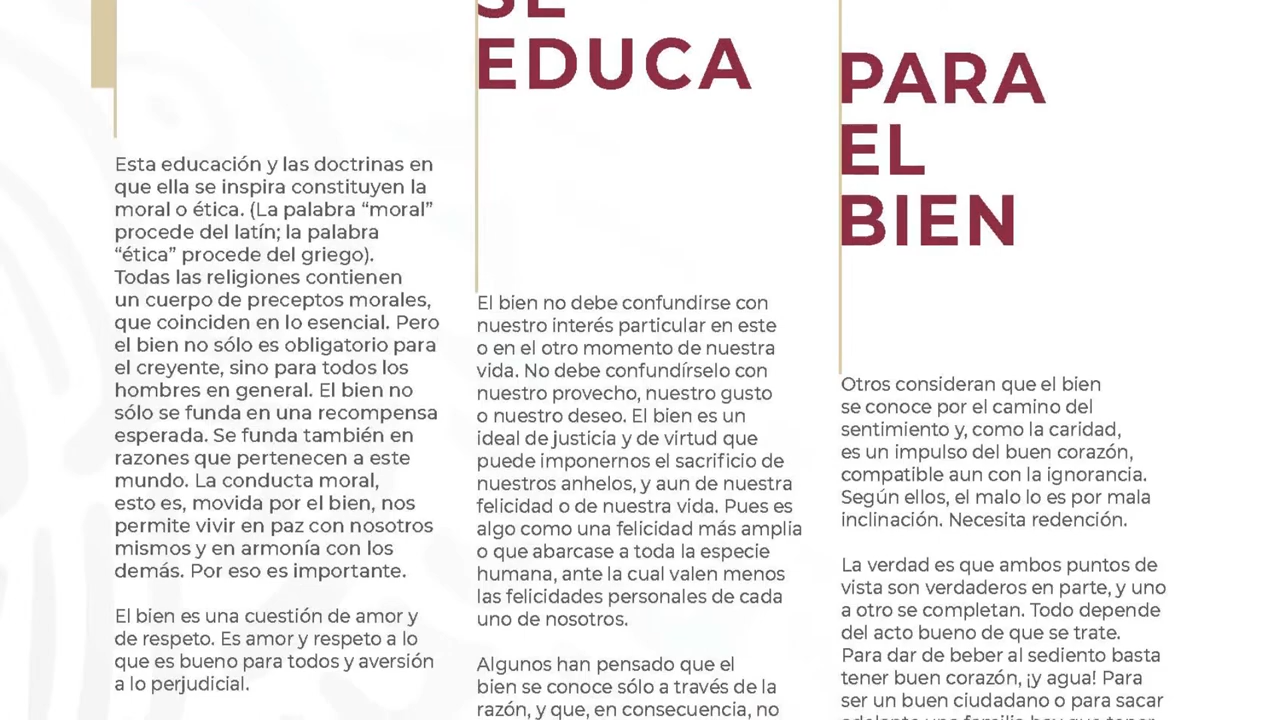 SE
EDUCA
PARA
EL
BIEN
Esta educación y las doctrinas en
que ella se inspira constituyen la
moral o ética. (La palabra “moral”
procede del latín; la palabra
“ética” procede del griego).
Todas las religiones contienen
un cuerpo de preceptos morales,
que coinciden en lo esencial. Pero
el bien no sólo es obligatorio para
el creyente, sino para todos los
hombres en general. El bien no
sólo se funda en una recompensa
esperada. Se funda también en
razones que pertenecen a este
mundo. La conducta moral,
esto es, movida por el bien, nos
permite vivir en paz con nosotros
mismos y en armonía con los
demás. Por eso es importante.
El bien es una cuestión de amor y
de respeto. Es amor y respeto a lo
que es bueno para todos y aversión
a lo perjudicial.
El bien no debe confundirse con
nuestro interés particular en este
o en el otro momento de nuestra
vida. No debe confundírselo con
nuestro provecho, nuestro gusto
o nuestro deseo. El bien es un
ideal de justicia y de virtud que
puede imponernos el sacrificio de
nuestros anhelos, y aun de nuestra
felicidad o de nuestra vida. Pues es
algo como una felicidad más amplia
o que abarcase a toda la especie
humana, ante la cual valen menos
las felicidades personales de cada
uno de nosotros.
Algunos han pensado que el
bien se conoce sólo a través de la
razón, y que, en consecuencia, no
Otros consideran que el bien
se conoce por el camino del
sentimiento y, como la caridad,
es un impulso del buen corazón,
compatible aun con la ignorancia.
Según ellos, el malo lo es por mala
inclinación. Necesita redención.
La verdad es que ambos puntos de
vista son verdaderos en parte, y uno
a otro se completan. Todo depende
del acto bueno de que se trate.
Para dar de beber al sediento basta
tener buen corazón, ¡y agua! Para
ser un buen ciudadano o para sacar
adelante una familia hay que tener